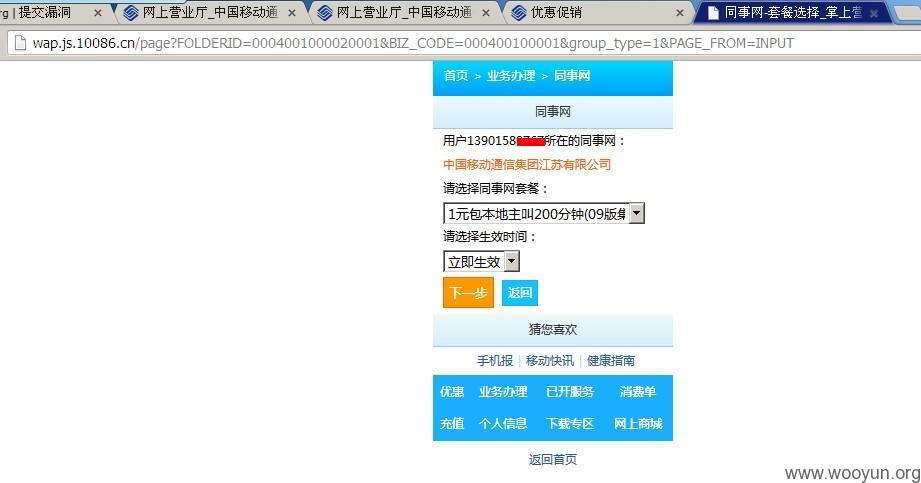 rg | 提交漏洞 网上营业厅_中国移动通 网上营业厅_中国移动通 优惠促销 同事网-套餐选择_掌上营
wap.js.10086.cn/page?FOLDERID=0004001000020001&BIZ_CODE=000400100001&group_type=1&PAGE_FROM=INPUT
首页 > 业务办理 > 同事网
同事网
用户13901589767所在的同事网：
中国移动通信集团江苏有限公司
请选择同事网套餐：
1元包本地主叫200分钟(09版集
请选择生效时间：
立即生效
下一步 返回
猜您喜欢
手机报 | 移动快讯 | 健康指南
优惠 业务办理 已开服务 消费单
充值 个人信息 下载专区 网上商城
返回首页
www.wooyun.org